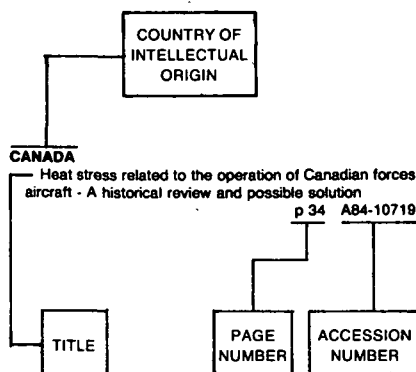 COUNTRY OF
INTELLECTUAL
ORIGIN
CANADA
Heat stress related to the operation of Canadian forces
aircraft - A historical review and possible solution
p 34 A84-10719
TITLE
PAGE
NUMBER
ACCESSION
NUMBER